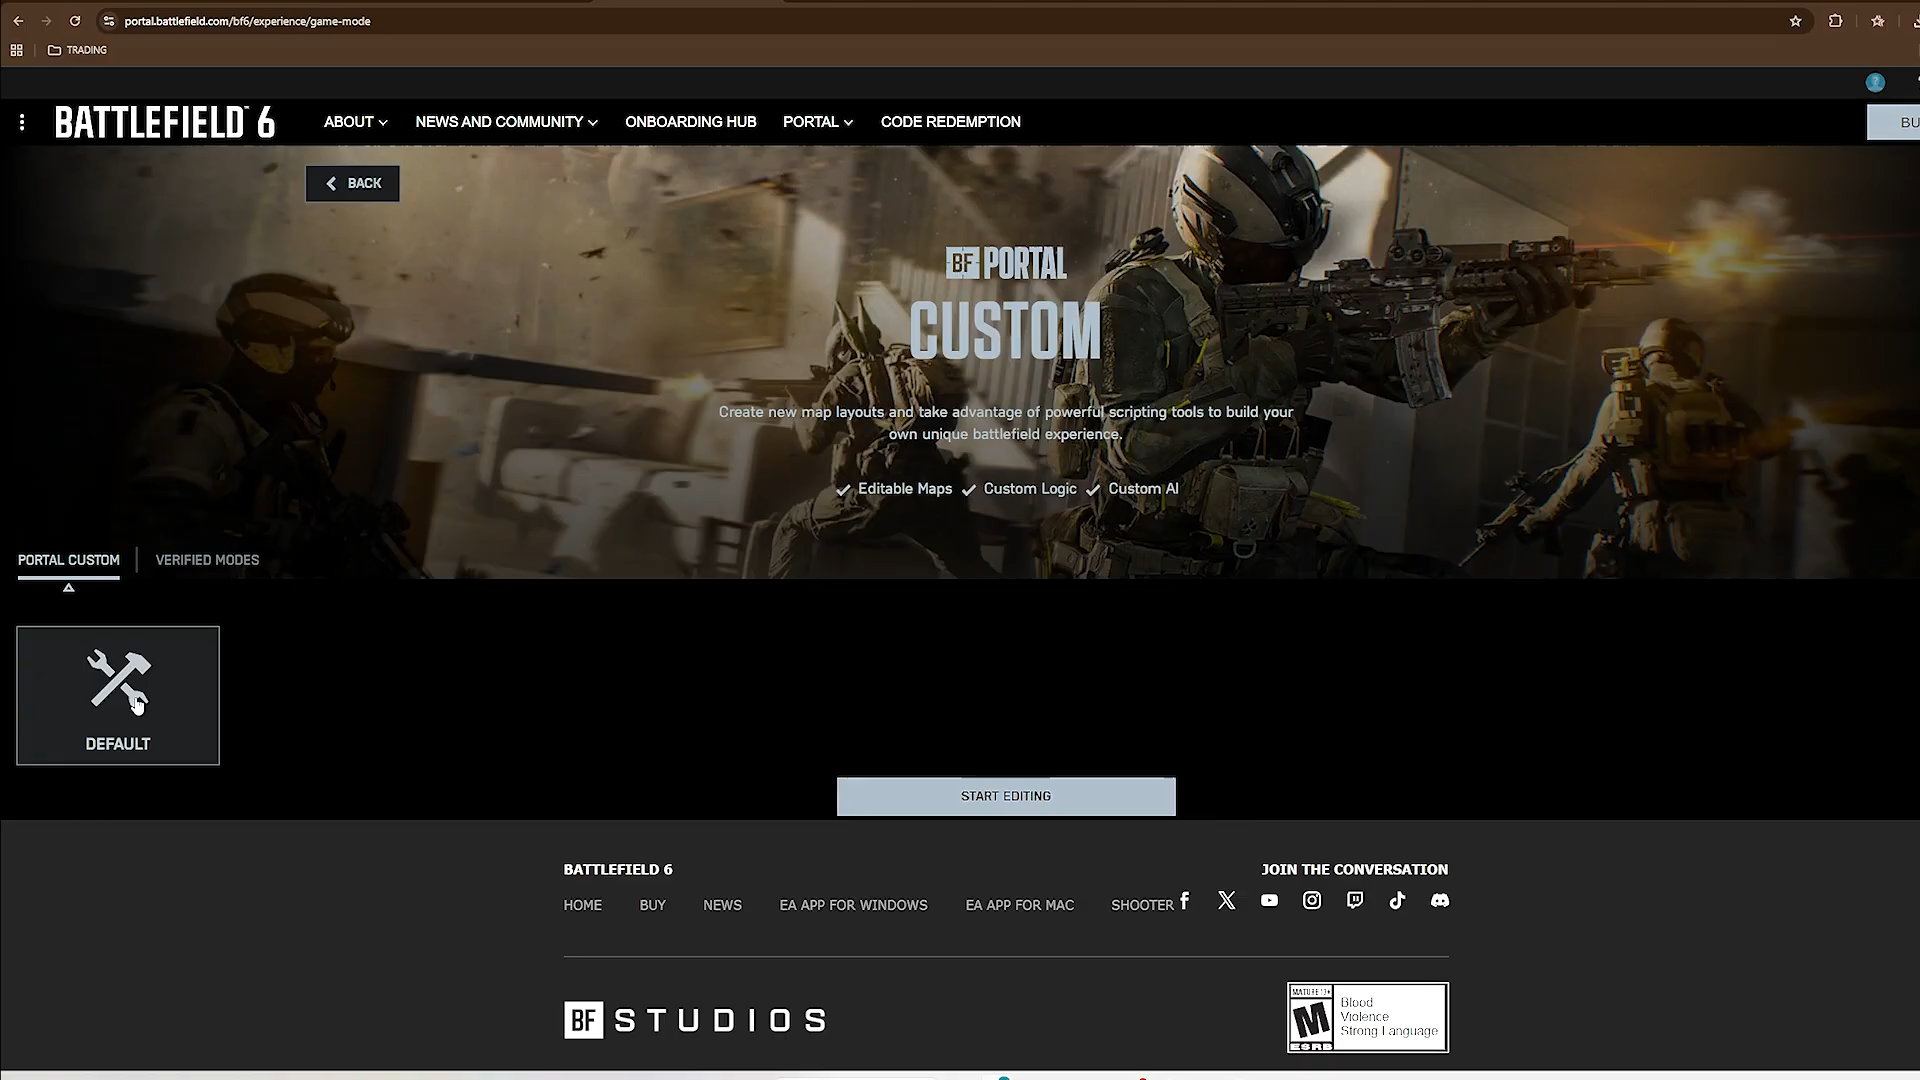 portal.battlefield.com/bf6/experience/game-mode
TRADING
BATTLEFIELD™ 6
ABOUT
NEWS AND COMMUNITY
ONBOARDING HUB
PORTAL
CODE REDEMPTION
BU
BACK
BF PORTAL
CUSTOM
Create new map layouts and take advantage of powerful scripting tools to build your
own unique battlefield experience.
Editable Maps
Custom Logic
Custom AI
PORTAL CUSTOM
VERIFIED MODES
DEFAULT
START EDITING
BATTLEFIELD 6
JOIN THE CONVERSATION
HOME
BUY
NEWS
EA APP FOR WINDOWS
EA APP FOR MAC
SHOOTER
BF STUDIOS
MATURE 17+
M
ESRB
Blood
Violence
Strong Language